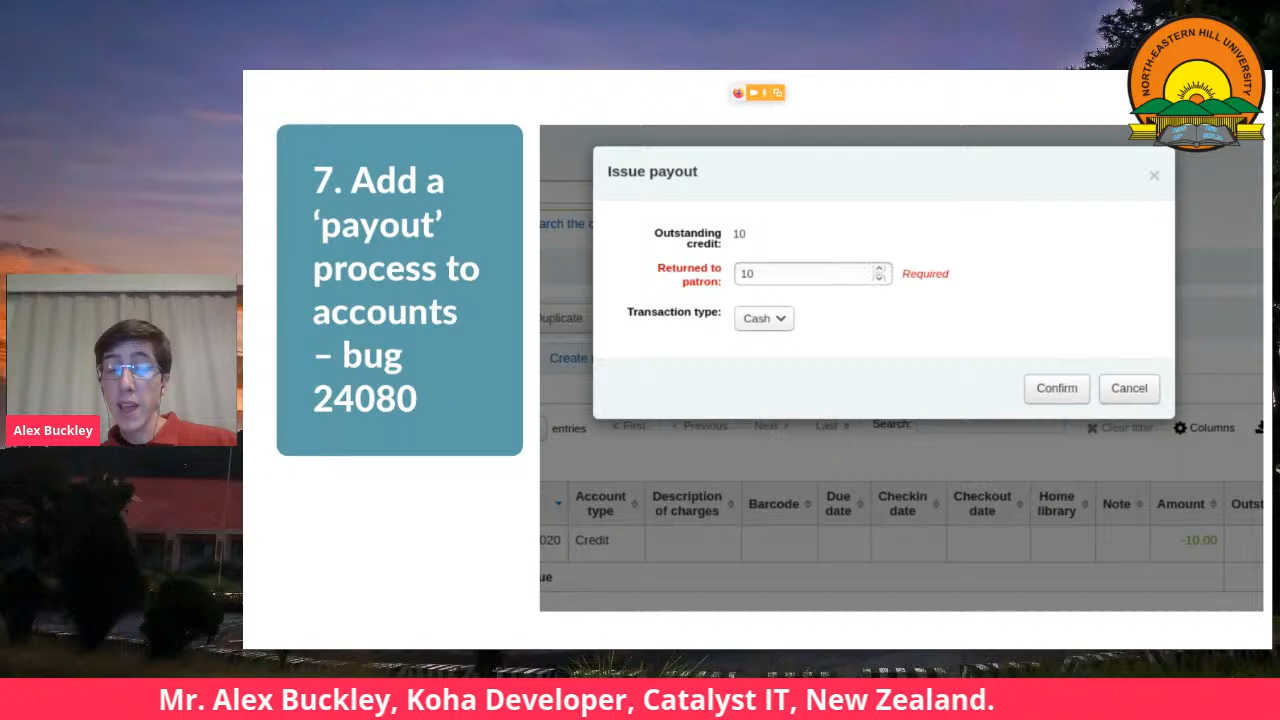 NORTH-EASTERN HILL UNIVERSITY
7. Add a
‘payout’
process to
accounts
– bug
24080
Issue payout
×
Outstanding
credit:
10
Returned to
patron:
10
Required
Transaction type:
Cash
Confirm
Cancel
arch the c
uplicate
Create
entries
First
Previous
Next
Last
Search:
Clear filter
Columns
Account
type
Description
of charges
Barcode
Due
date
Checkin
date
Checkout
date
Home
library
Note
Amount
Outst
020
Credit
-10.00
ue
Alex Buckley
Mr. Alex Buckley, Koha Developer, Catalyst IT, New Zealand.